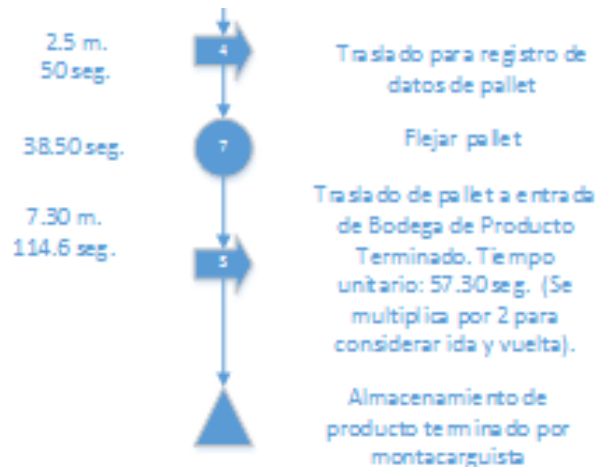 2.5 m.
50 seg.
4
Traslado para registro de
datos de pallet
38.50 seg.
7
Flejar pallet
7.30 m.
114.6 seg.
5
Traslado de pallet a entrada
de Bodega de Producto
Terminado. Tiempo
unitario: 57.30 seg. (Se
multiplica por 2 para
considerar ida y vuelta).
Almacenamiento de
producto terminado por
montacarguista